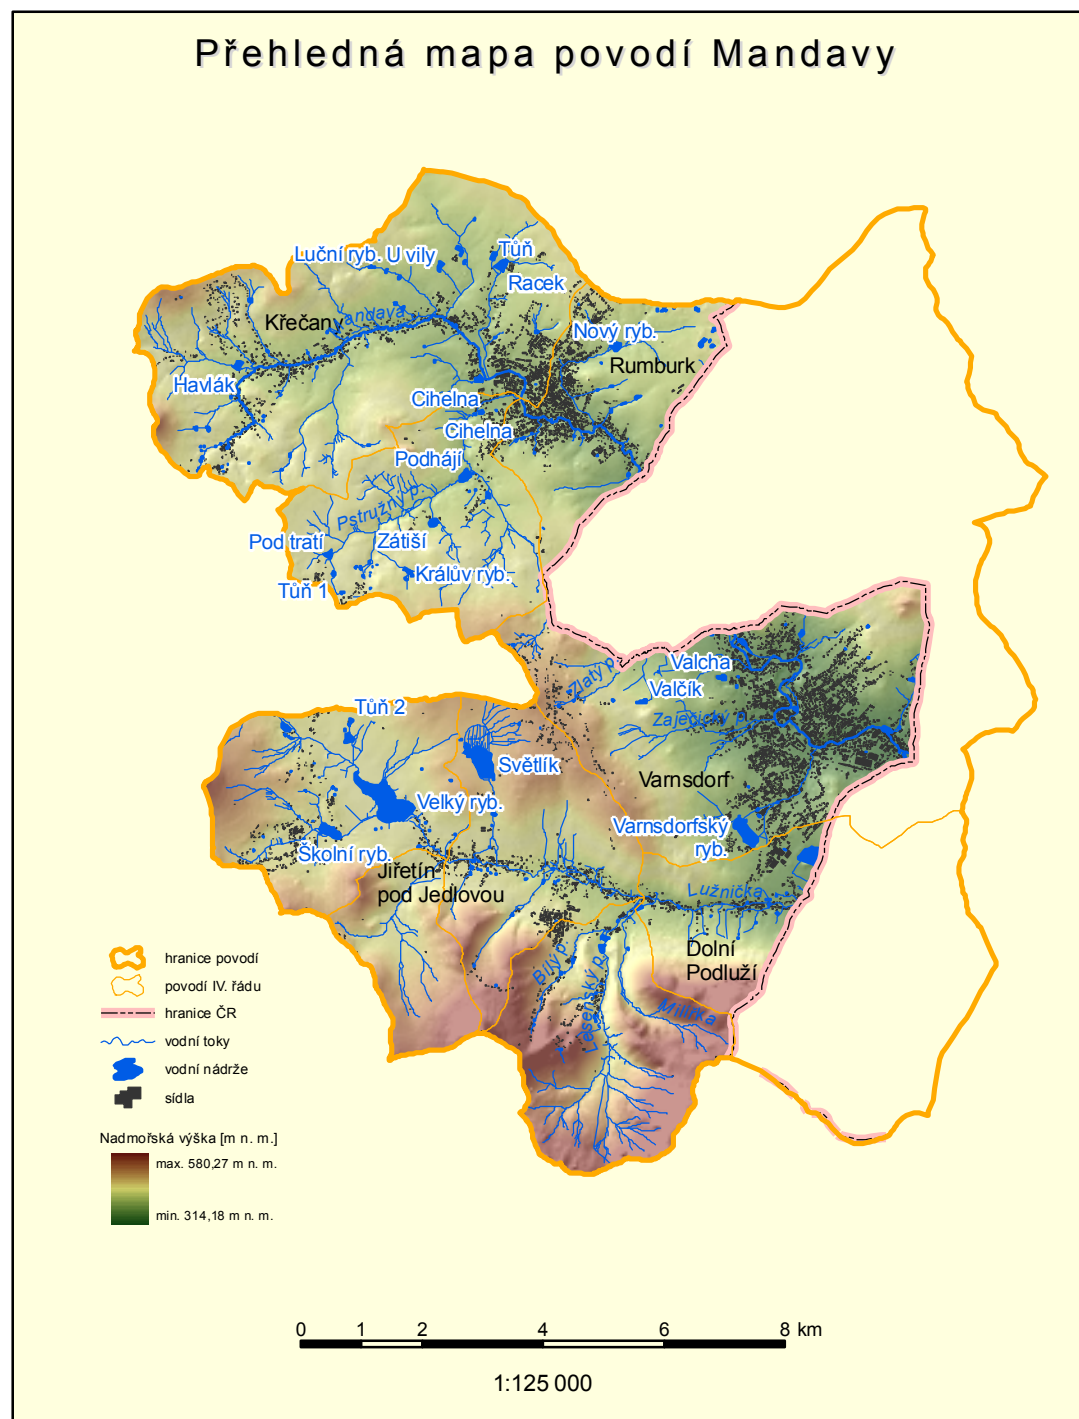 Přehledná mapa povodí Mandavy
Luční ryb.
U vily
Tůň
Racek
Křečany
Mandava
Nový ryb.
Rumburk
Havlák
Cihelna
Cihelna
Podhájí
Pstružný p.
Pod tratí
Zátiší
Králův ryb.
Tůň 1
Zlatý p.
Valcha
Valčík
Zaječický p.
Tůň 2
Světlík
Varnsdorf
Velký ryb.
Varnsdorfský
ryb.
Školní ryb.
Jiřetín
pod Jedlovou
Lužnička
Dolní
Podluží
Bílý p.
Lesenský p.
Milířka
hranice povodí
povodí IV. řádu
hranice ČR
vodní toky
vodní nádrže
sídla
Nadmořská výška [m n. m.]
max. 580,27 m n. m.
min. 314,18 m n. m.
0 1 2 4 6 8 km
1:125 000